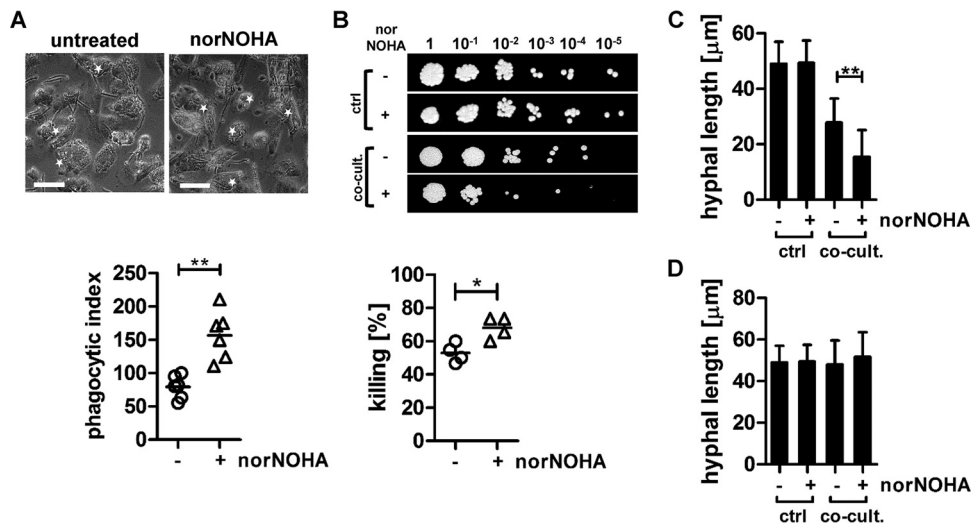 A
untreated
norNOHA
phagocytic index
250
200
150
100
50
0
**
- + norNOHA
B
nor
NOHA
1 10⁻¹ 10⁻² 10⁻³ 10⁻⁴ 10⁻⁵
ctrl
-
+
co-cult.
-
+
killing [%]
100
80
60
40
20
0
*
- + norNOHA
C
hyphal length [µm]
60
40
20
0
**
- + - + norNOHA
ctrl co-cult.
D
hyphal length [µm]
80
60
40
20
0
- + - + norNOHA
ctrl co-cult.